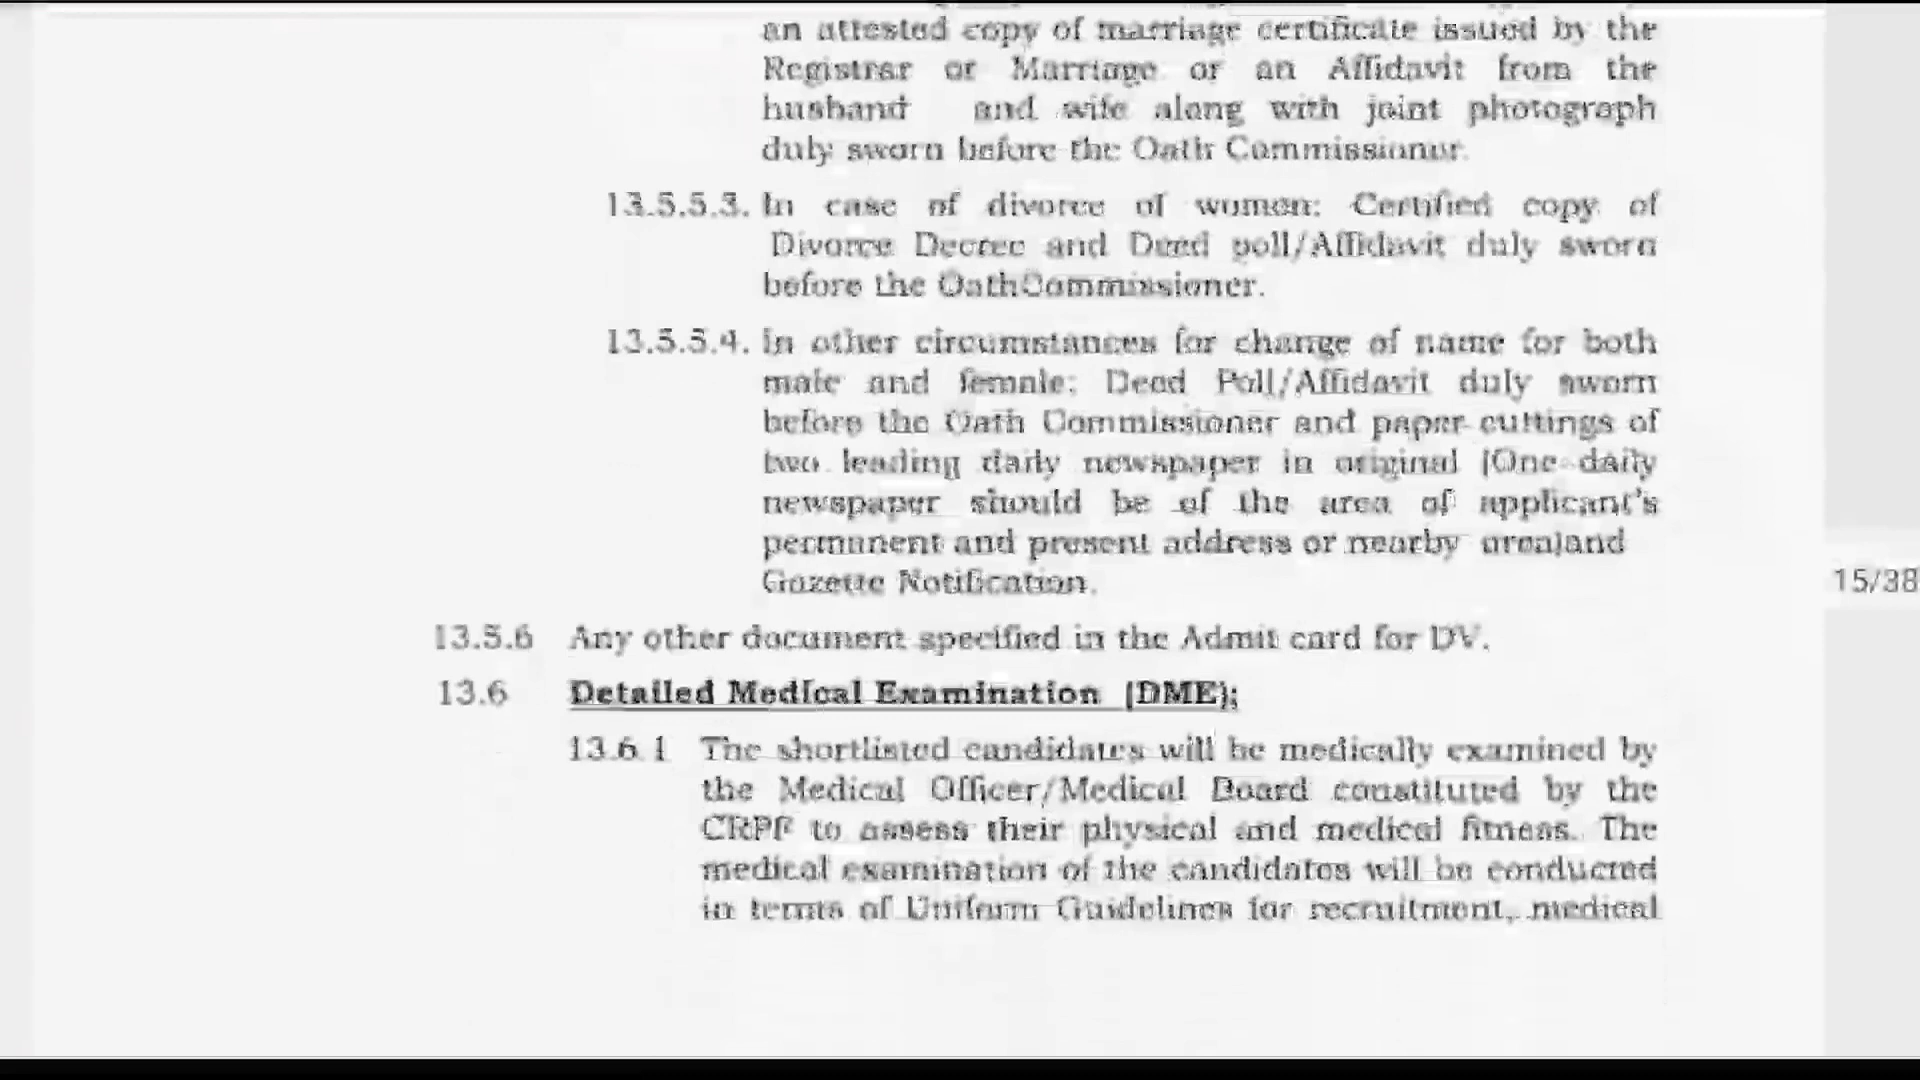 an attested copy of marriage certificate issued by the
Registrar or Marriage or an Affidavit from the
husband and wife along with joint photograph
duly sworn before the Oath Commissioner.
13.5.5.3. In case of divorce of women: Certified copy of
Divorce Decree and Deed poll/Affidavit duly sworn
before the OathCommissioner.
13.5.5.4. In other circumstances for change of name for both
male and female: Deed Poll/Affidavit duly sworn
before the Oath Commissioner and paper cuttings of
two leading daily newspaper in original (One daily
newspaper should be of the area of applicant's
permanent and present address or nearby area)and
Gazette Notification.
15/38
13.5.6 Any other document specified in the Admit card for DV.
13.6 Detailed Medical Examination (DME);
13.6.1 The shortlisted candidates will be medically examined by
the Medical Officer/Medical Board constituted by the
CRPF to assess their physical and medical fitness. The
medical examination of the candidates will be conducted
in terms of Uniform Guidelines for recruitment, medical